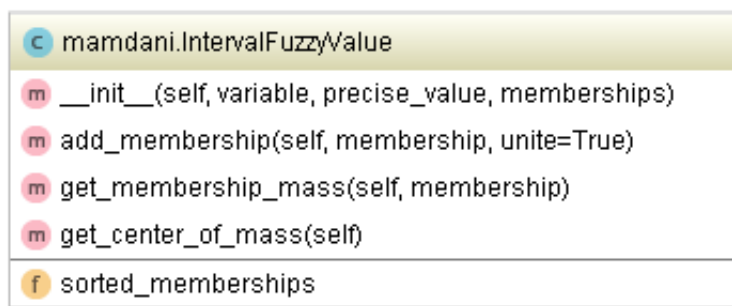 C mamdani.IntervalFuzzyValue
m __init__(self, variable, precise_value, memberships)
m add_membership(self, membership, unite=True)
m get_membership_mass(self, membership)
m get_center_of_mass(self)
f sorted_memberships